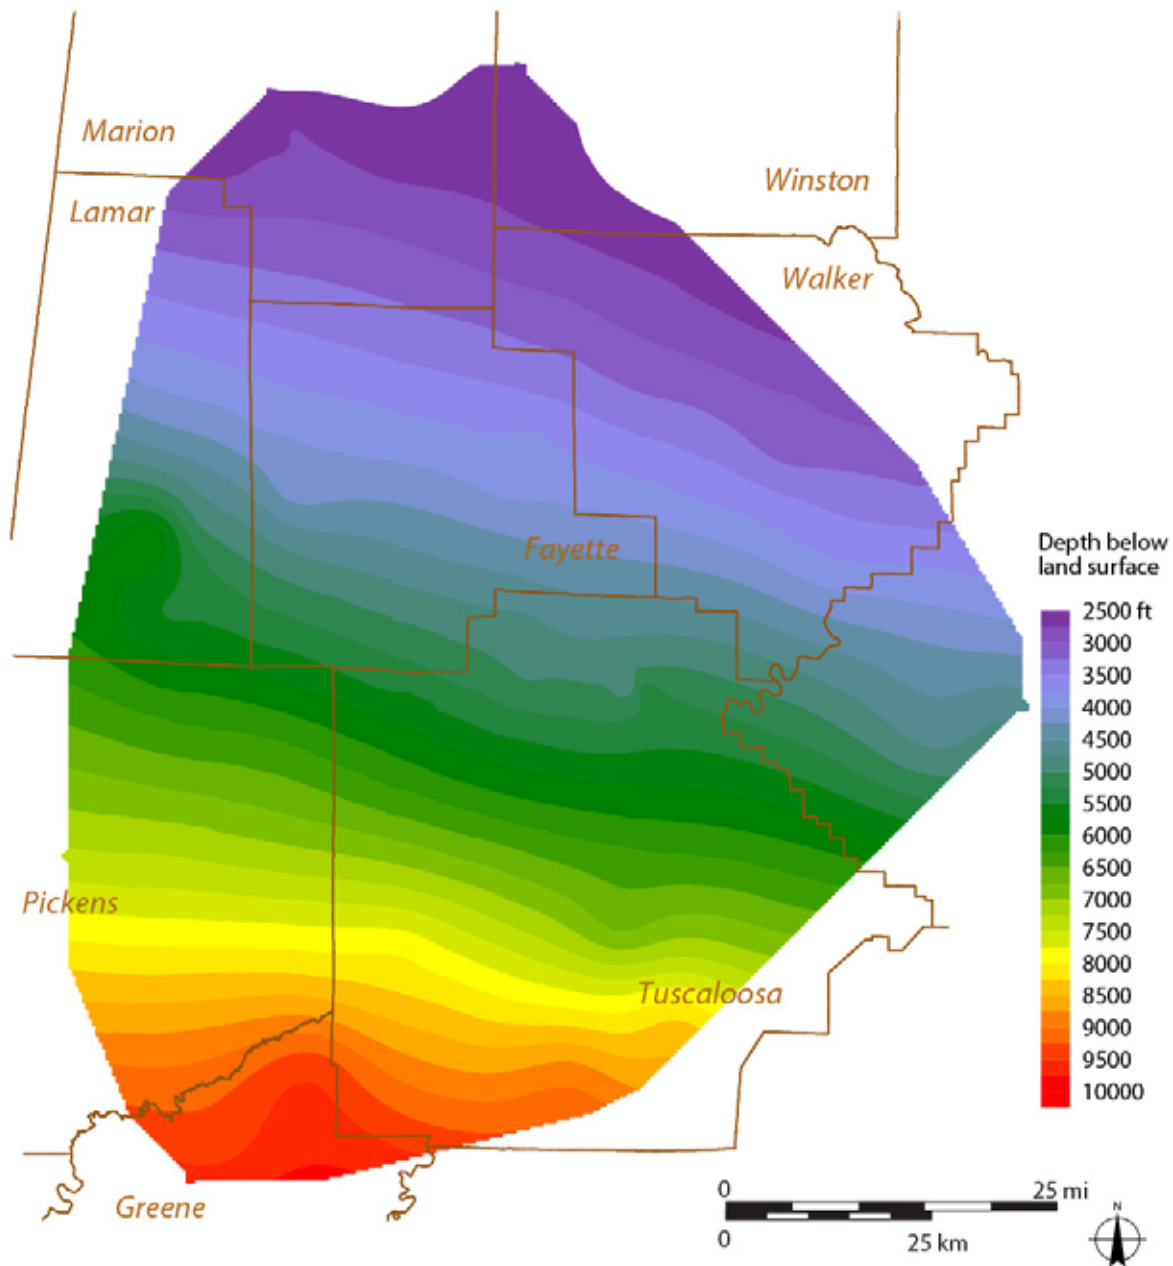 Marion
Winston
Lamar
Walker
Fayette
Depth below
land surface
2500 ft
3000
3500
4000
4500
5000
5500
6000
6500
7000
7500
8000
8500
9000
9500
10000
Pickens
Tuscaloosa
Greene
0 25 mi
0 25 km
N